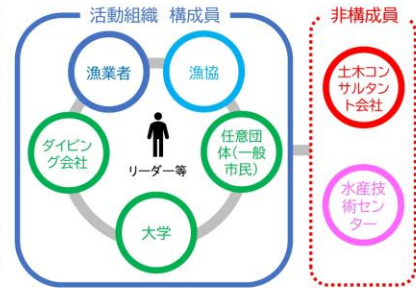 活動組織 構成員
非構成員
漁業者
漁協
土木コン
サルタン
ト会社
ダイビン
グ会社
リーダー等
任意団
体(一般
市民)
大学
水産技
術セン
ター